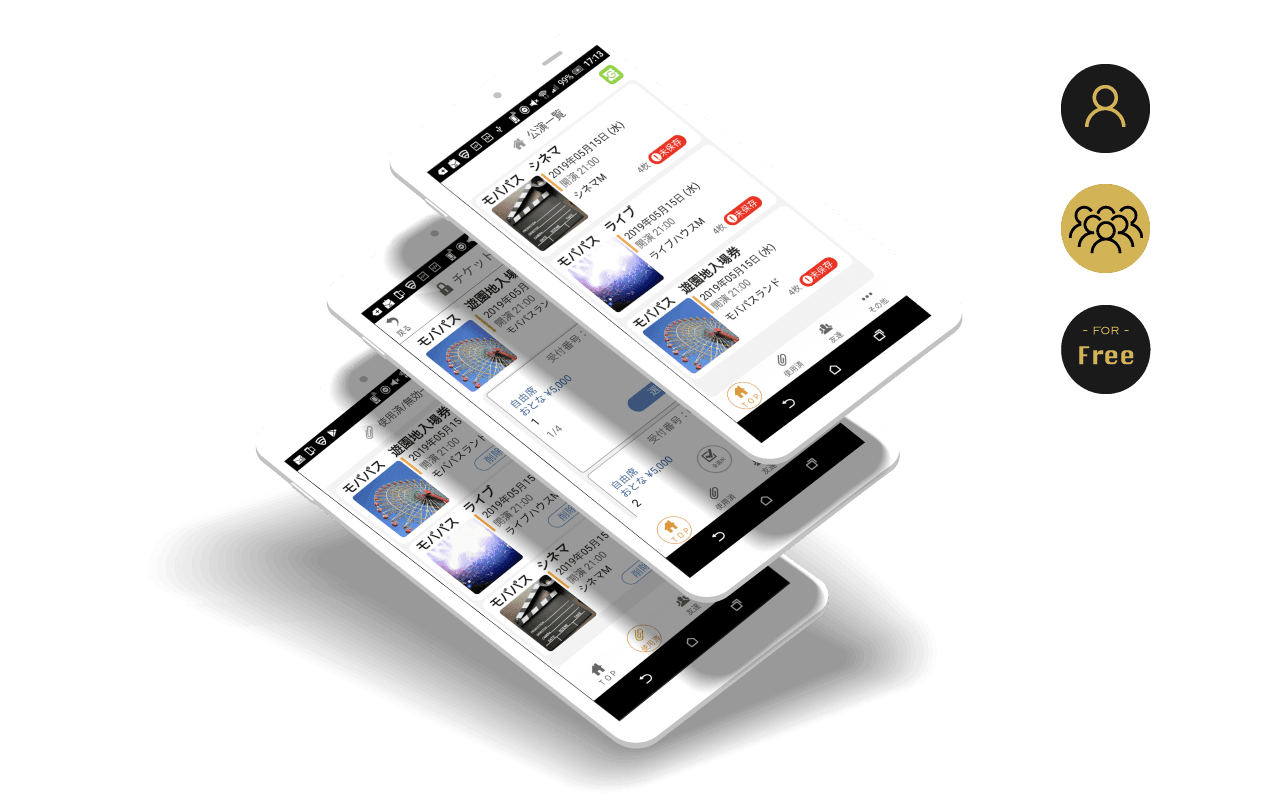 99% 17:13
公演一覧
モバパス シネマ
2019年05月15日 (水)
開演 21:00
シネマM
4枚
未保存
モバパス ライブ
2019年05月15日 (水)
開演 21:00
ライブハウスM
4枚
未保存
モバパス 遊園地入場券
2019年05月15日 (水)
開演 21:00
モバパスランド
4枚
未保存
TOP
使用済
友達
その他
戻る
チケット
モバパス 遊園地入場券
2019年05月
開演 21:00
モバパスラン
受付番号:
自由席
おとな ¥5,000
1
1/4
受付番号:
自由席
おとな ¥5,000
2
TOP
使用済
友達
使用済/無効
モバパス 遊園地入場券
2019年05月15
開演 21:00
モバパスランド
削除
モバパス ライブ
2019年05月15
開演 21:00
ライブハウスM
削除
モバパス シネマ
2019年05月15
開演 21:00
シネマM
削除
TOP
使用済
友達
- FOR -
Free